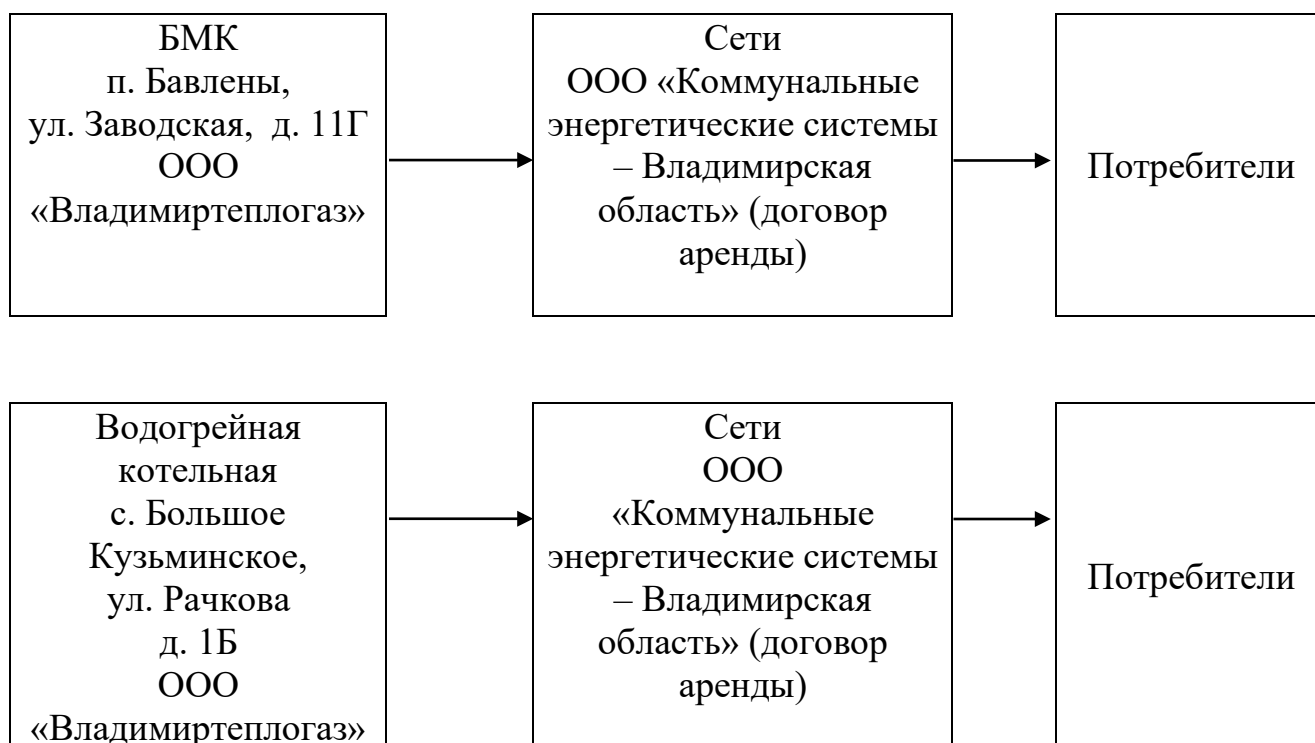 БМК
п. Бавлены,
ул. Заводская, д. 11Г
ООО
«Владимиртеплогаз»
Сети
ООО «Коммунальные
энергетические системы
– Владимирская
область» (договор
аренды)
Потребители
Водогрейная
котельная
с. Большое
Кузьминское,
ул. Рачкова
д. 1Б
ООО
«Владимиртеплогаз»
Сети
ООО
«Коммунальные
энергетические системы
– Владимирская
область» (договор
аренды)
Потребители